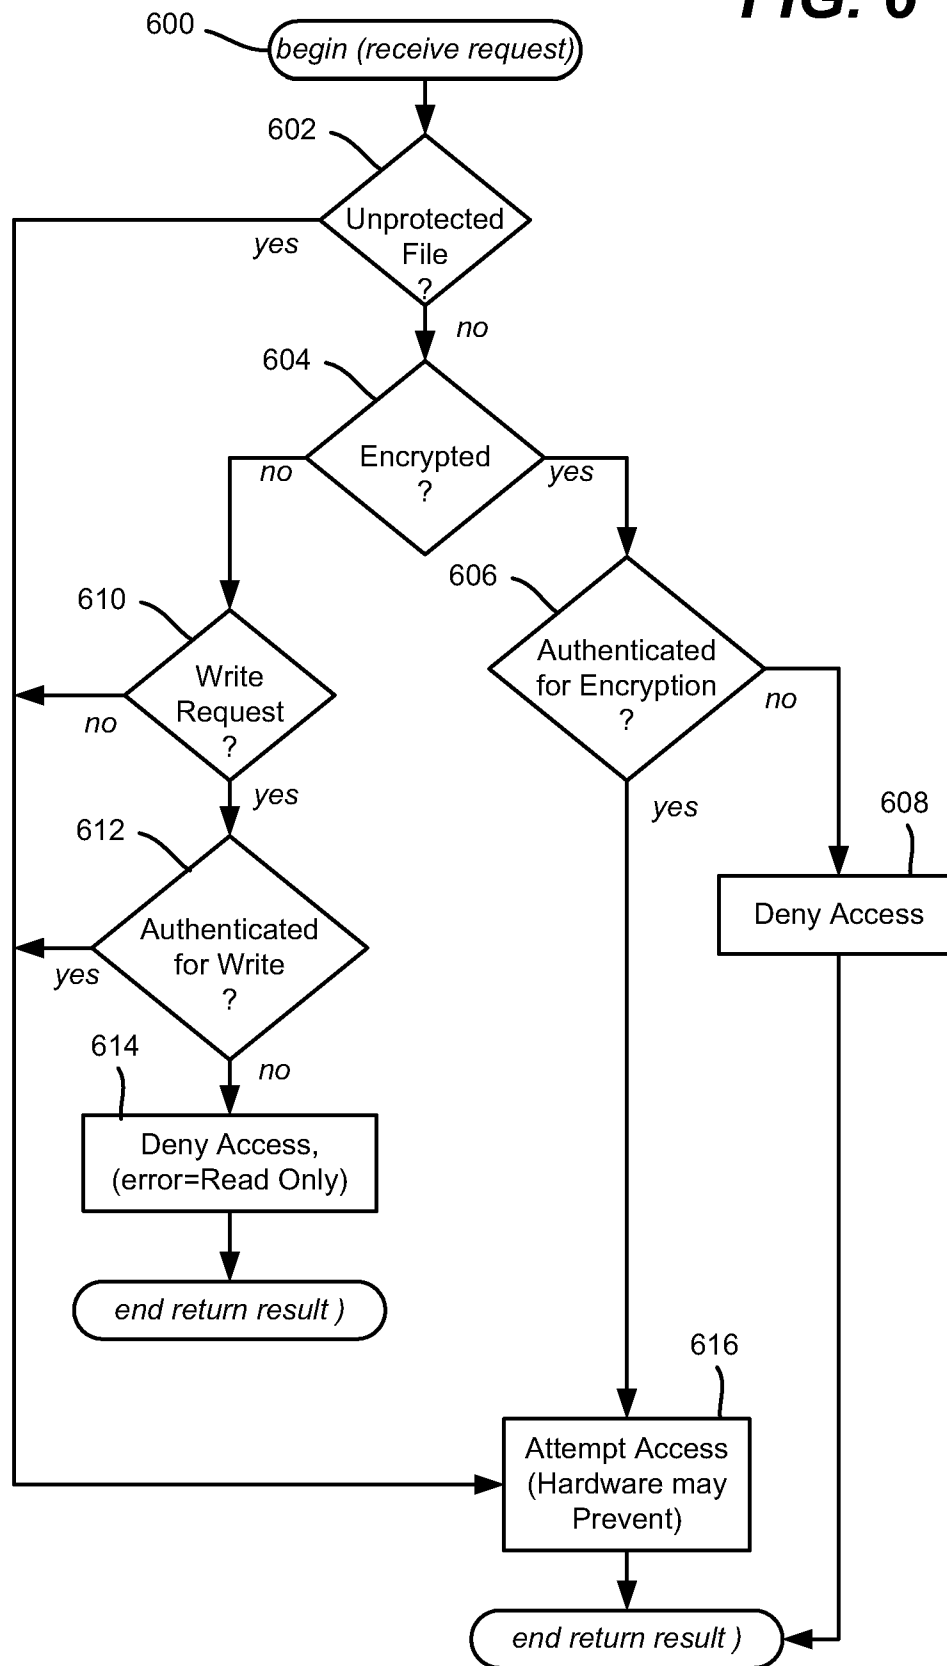 FIG. 6
600
begin (receive request)
602
Unprotected
File
?
yes
no
604
Encrypted
?
no
yes
606
Authenticated
for Encryption
?
no
yes
608
Deny Access
610
Write
Request
?
no
yes
612
Authenticated
for Write
?
yes
no
614
Deny Access,
(error=Read Only)
end return result )
616
Attempt Access
(Hardware may
Prevent)
end return result )